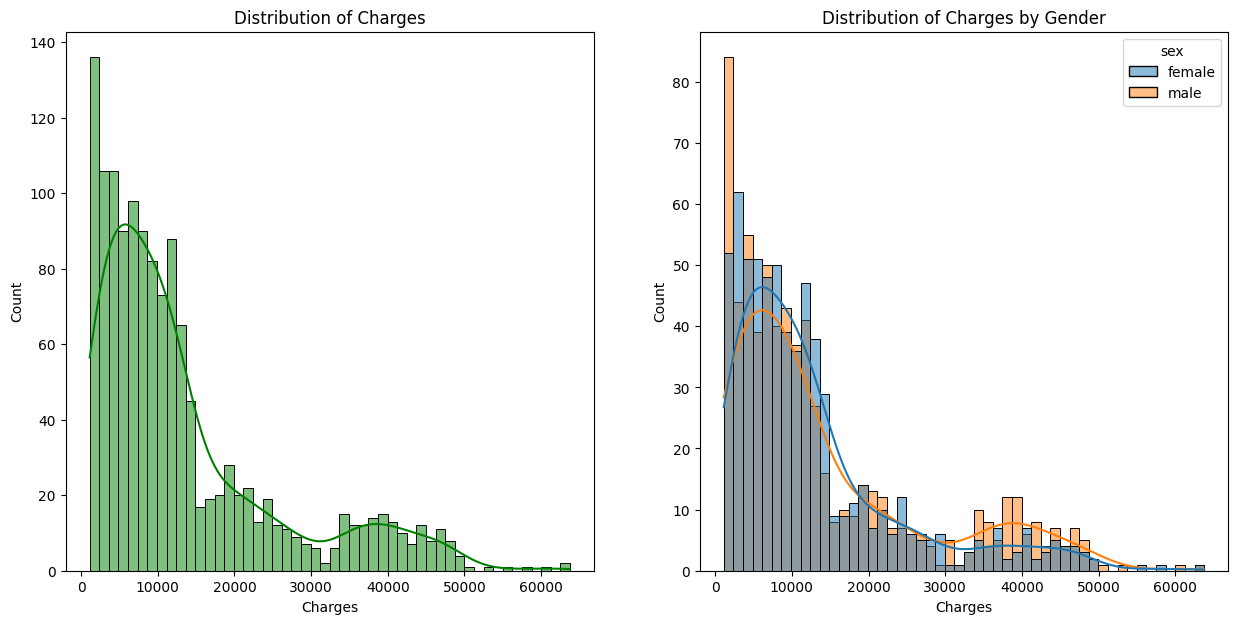 Distribution of Charges
140
120
100
80
60
40
20
0
Count
0 10000 20000 30000 40000 50000 60000
Charges
Distribution of Charges by Gender
sex
female
male
80
70
60
50
40
30
20
10
0
Count
0 10000 20000 30000 40000 50000 60000
Charges